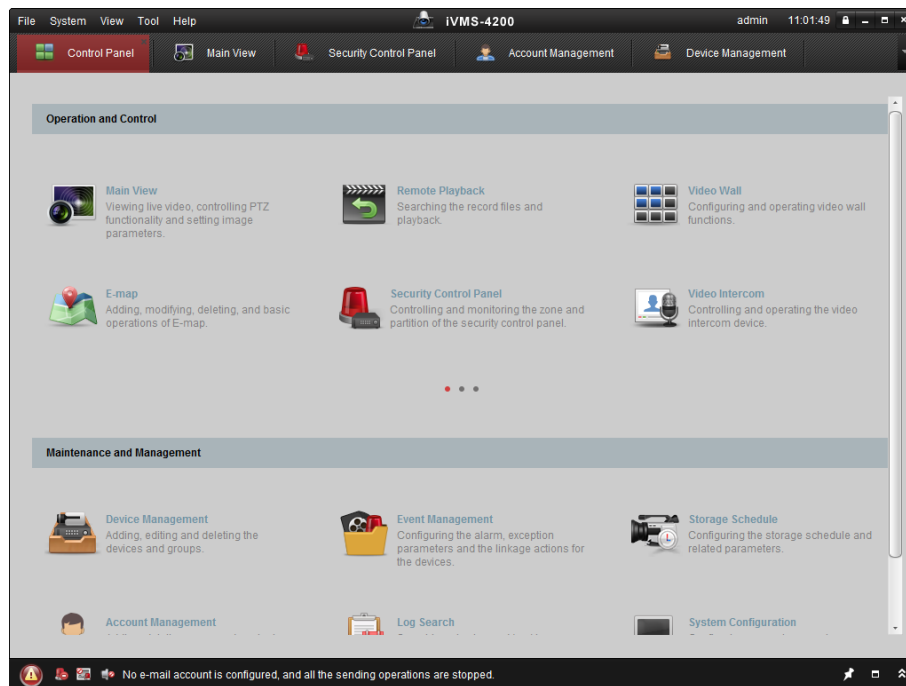 File System View Tool Help iVMS-4200 admin 11:01:49
Control Panel Main View Security Control Panel Account Management Device Management
Operation and Control
Main View
Viewing live video, controlling PTZ
functionality and setting image
parameters.
Remote Playback
Searching the record files and
playback.
Video Wall
Configuring and operating video wall
functions.
E-map
Adding, modifying, deleting, and basic
operations of E-map.
Security Control Panel
Controlling and monitoring the zone and
partition of the security control panel.
Video Intercom
Controlling and operating the video
intercom device.
Maintenance and Management
Device Management
Adding, editing and deleting the
devices and groups.
Event Management
Configuring the alarm, exception
parameters and the linkage actions for
the devices.
Storage Schedule
Configuring the storage schedule and
related parameters.
Account Management
Log Search
System Configuration
No e-mail account is configured, and all the sending operations are stopped.